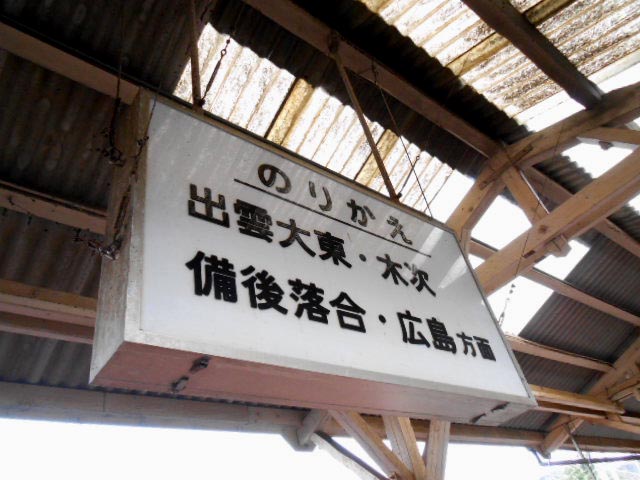 のりかえ
出雲大東・木次
備後落合・広島方面